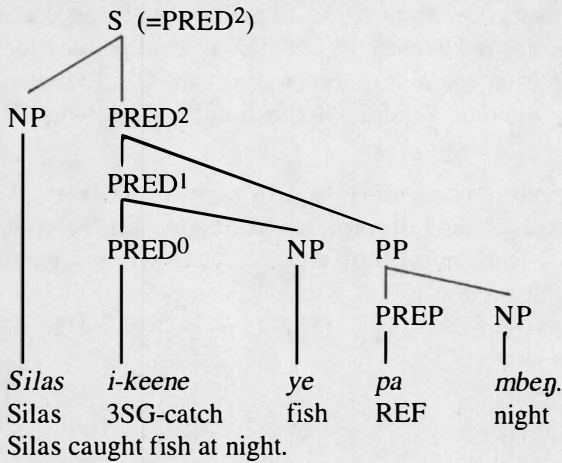 S (=PRED²)
NP PRED²
PRED¹
PRED⁰ NP PP
PREP NP
Silas i-keene ye pa mbeŋ.
Silas 3SG-catch fish REF night
Silas caught fish at night.